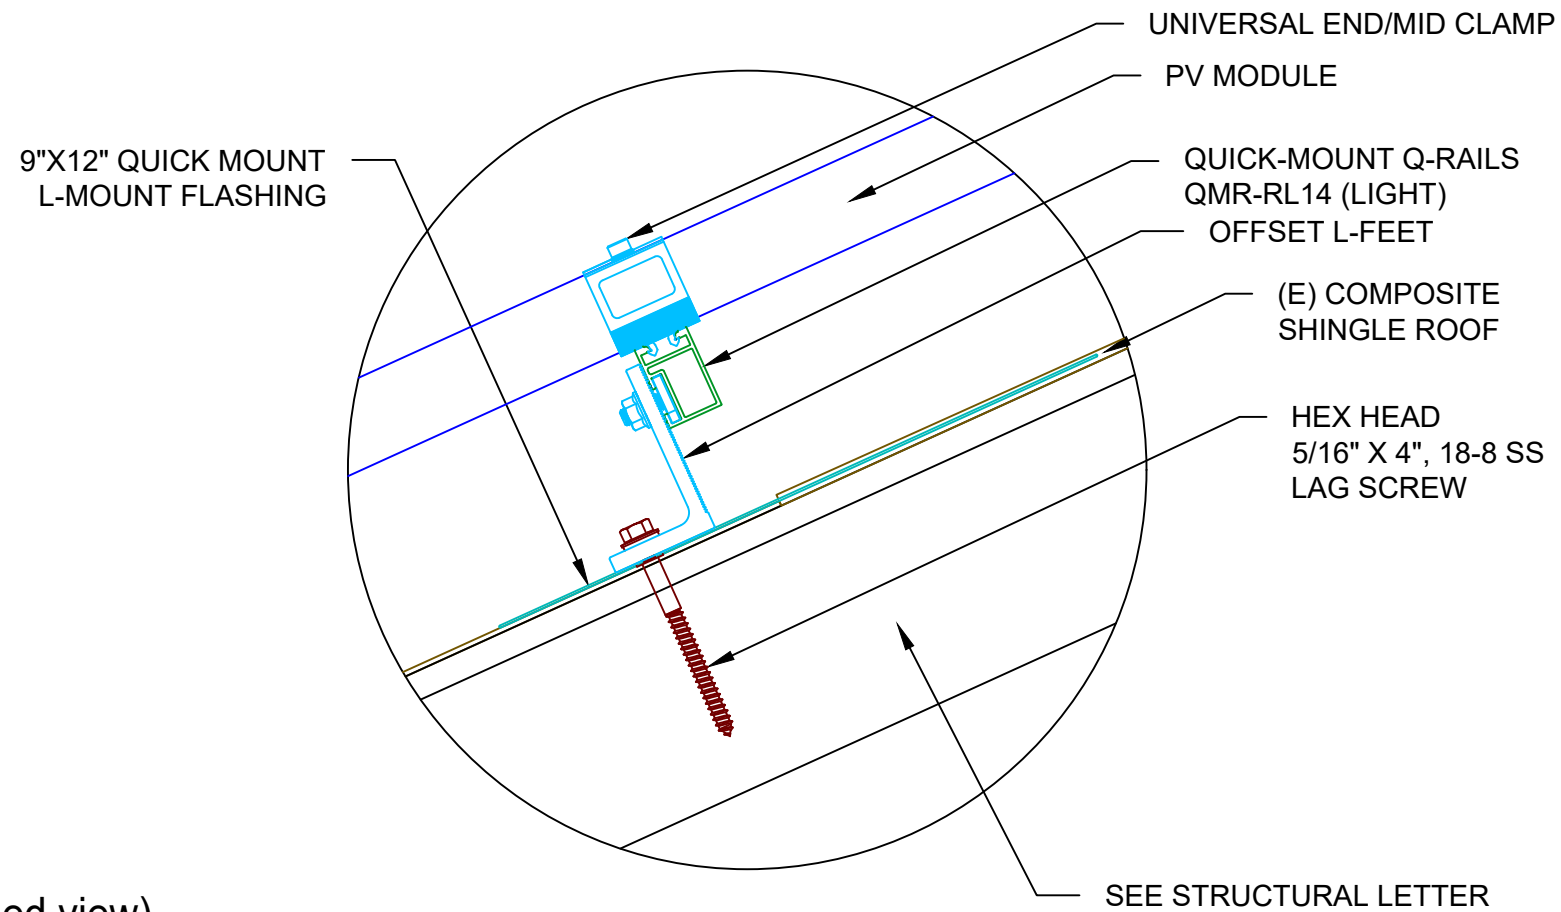 UNIVERSAL END/MID CLAMP
PV MODULE
9"X12" QUICK MOUNT
L-MOUNT FLASHING
QUICK-MOUNT Q-RAILS
QMR-RL14 (LIGHT)
OFFSET L-FEET
(E) COMPOSITE
SHINGLE ROOF
HEX HEAD
5/16" X 4", 18-8 SS
LAG SCREW
SEE STRUCTURAL LETTER
view)